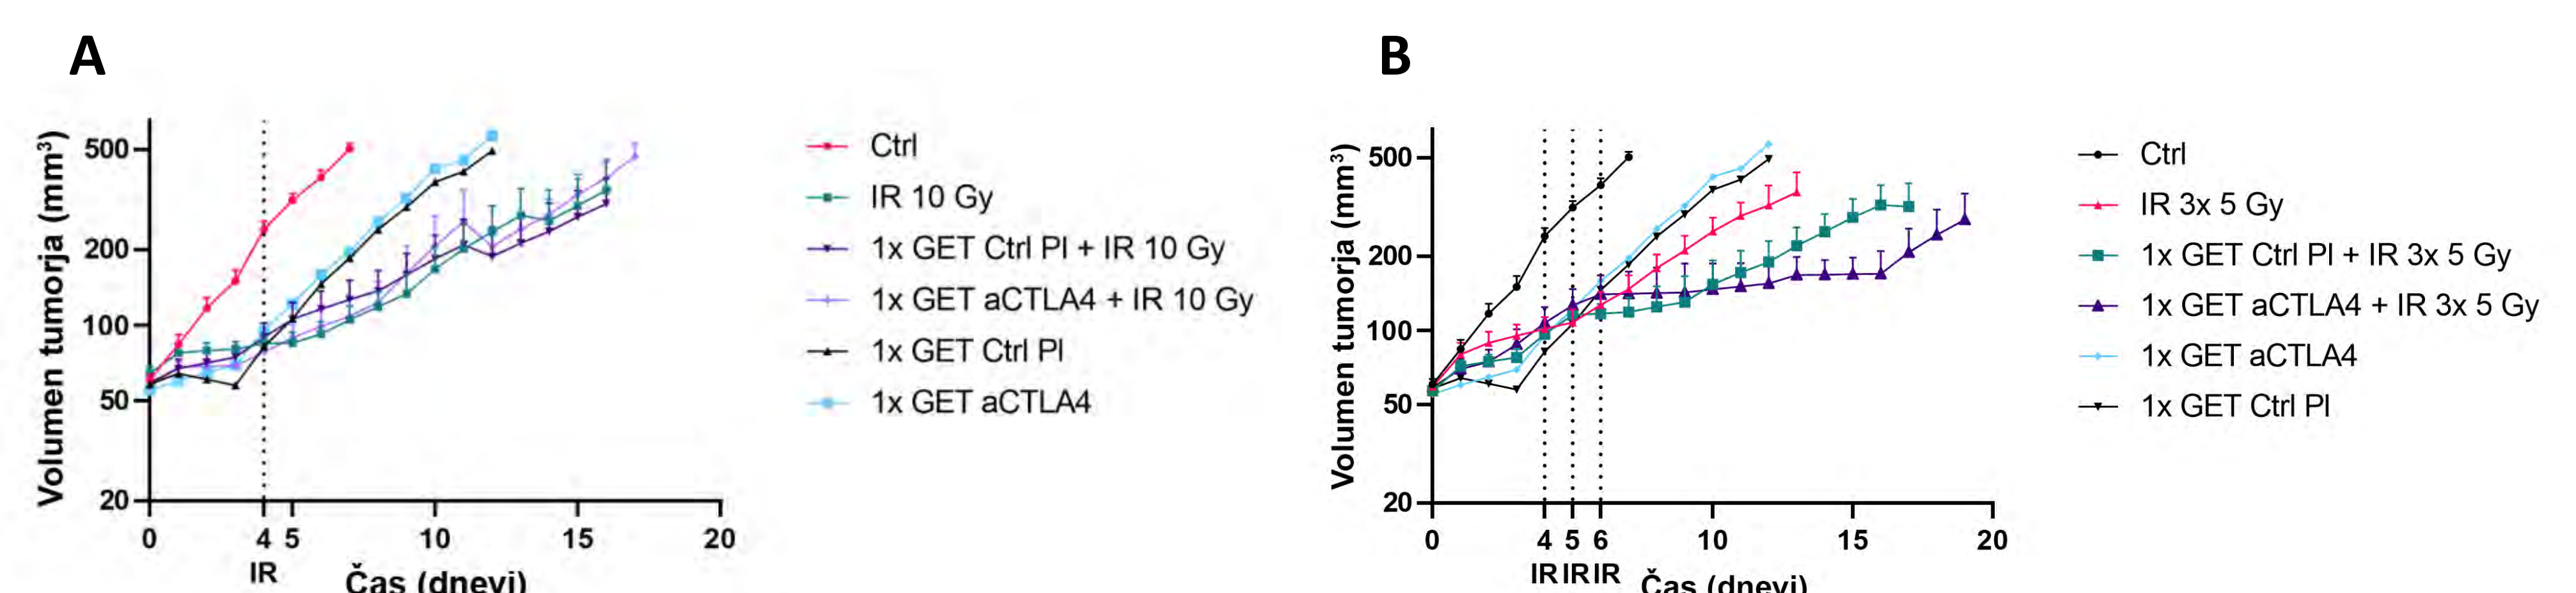 A
B
Volumen tumorja (mm³)
500
200
100
50
20
0
4
5
10
15
20
IR
Čas (dnevi)
Ctrl
IR 10 Gy
1x GET Ctrl Pl + IR 10 Gy
1x GET aCTLA4 + IR 10 Gy
1x GET Ctrl Pl
1x GET aCTLA4
Volumen tumorja (mm³)
500
200
100
50
20
0
4
5
6
10
15
20
IR IR IR
Čas (dnevi)
Ctrl
IR 3x 5 Gy
1x GET Ctrl Pl + IR 3x 5 Gy
1x GET aCTLA4 + IR 3x 5 Gy
1x GET aCTLA4
1x GET Ctrl Pl